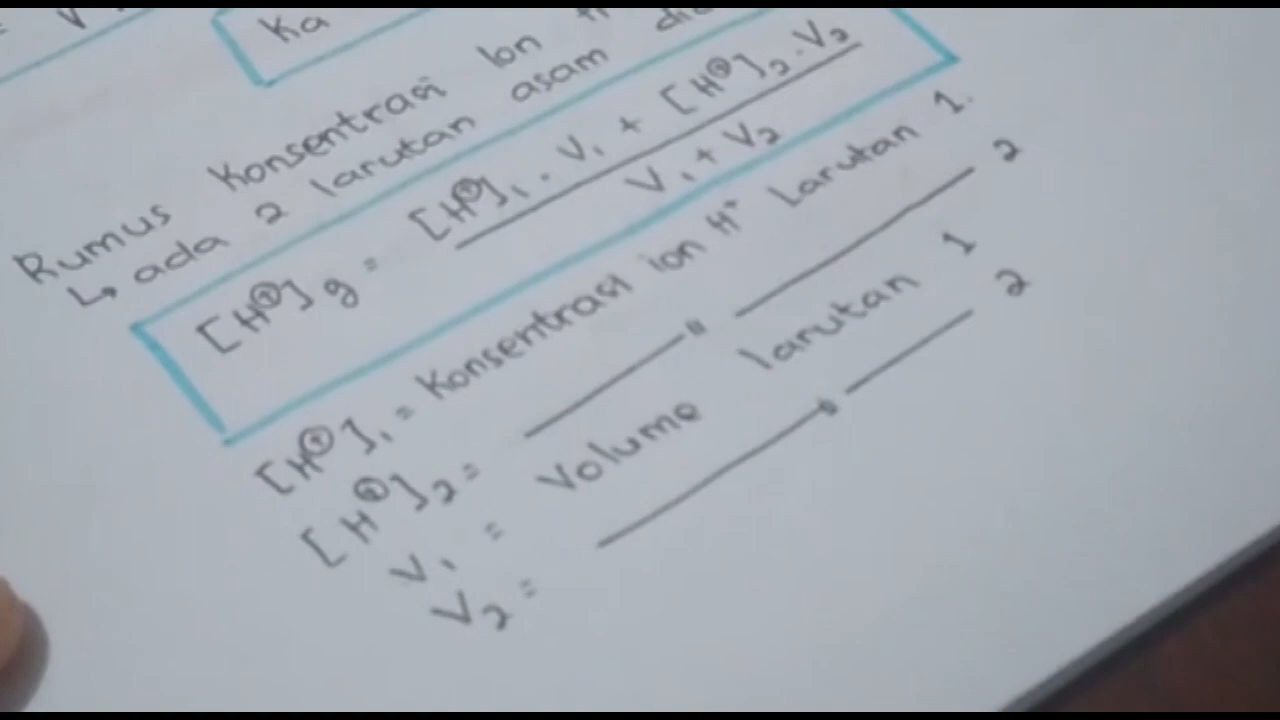 V
Ka
Rumus Konsentrasi Ion
↳ ada 2 larutan asam
[H⊕]g = [H⊕]₁ . V₁ + [H⊕]₂ . V₂
V₁ + V₂
[H⊕]₁ = Konsentrasi ion H⁺ Larutan 1.
[H⊕]₂ = ———— " ———— 2
V₁ = Volume larutan 1
V₂ = ———— " ———— 2